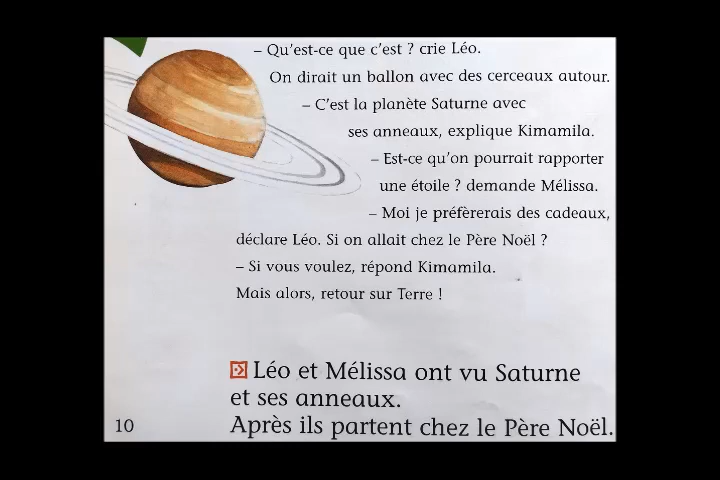 – Qu'est-ce que c'est ? crie Léo.
On dirait un ballon avec des cerceaux autour.
– C'est la planète Saturne avec
ses anneaux, explique Kimamila.
– Est-ce qu'on pourrait rapporter
une étoile ? demande Mélissa.
– Moi je préfèrerais des cadeaux,
déclare Léo. Si on allait chez le Père Noël ?
– Si vous voulez, répond Kimamila.
Mais alors, retour sur Terre !
Léo et Mélissa ont vu Saturne
et ses anneaux.
Après ils partent chez le Père Noël.
10